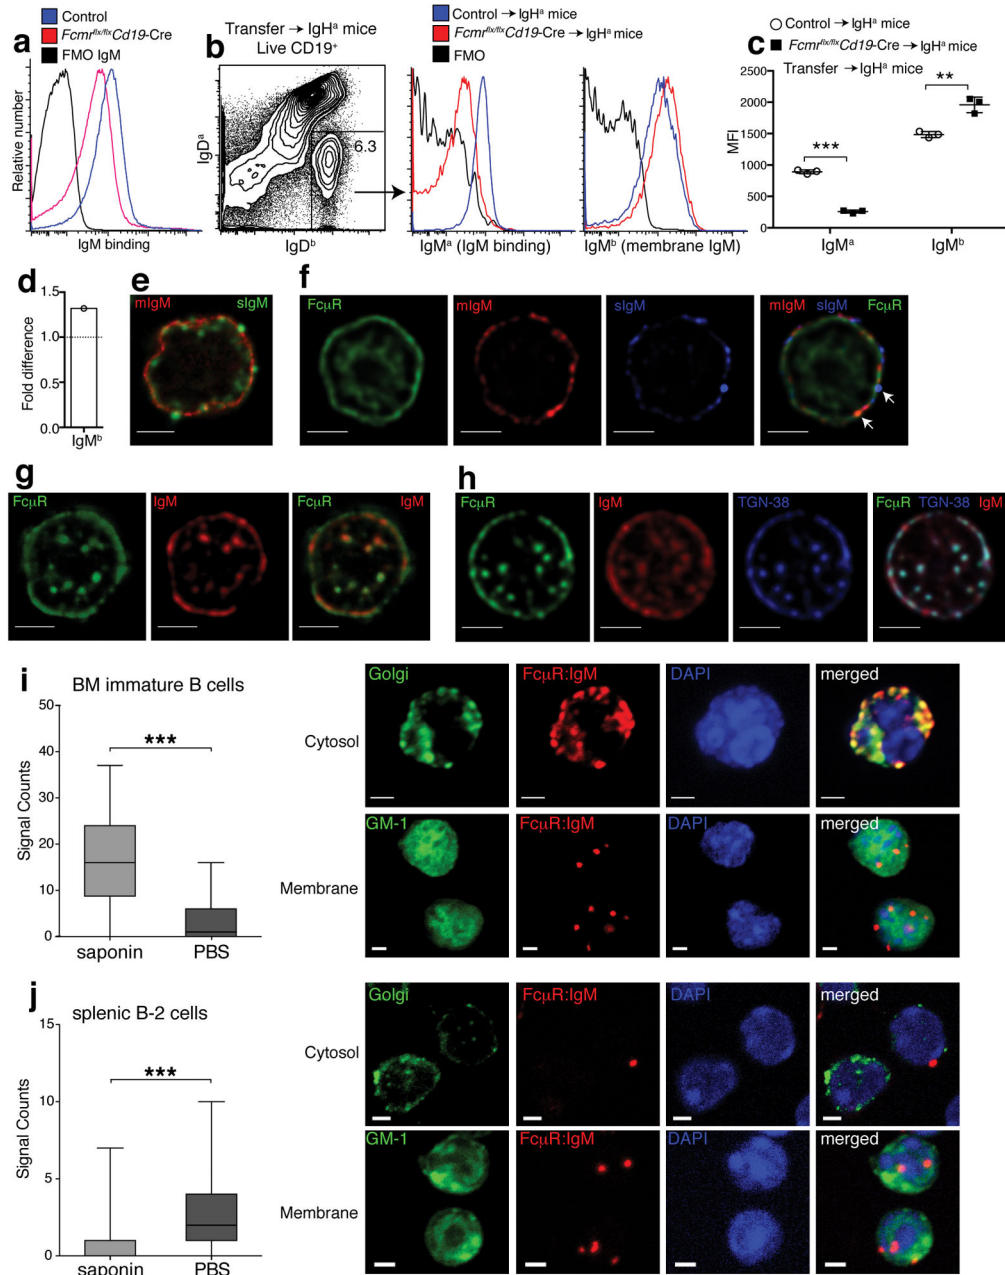 a
Control
Fcmrflx/flxCd19-Cre
FMO IgM
Relative number
IgM binding
b
Transfer → IgHa mice
Live CD19+
IgDa
6.3
IgDb
Control → IgHa mice
Fcmrflx/flxCd19-Cre → IgHa mice
FMO
IgMa (IgM binding)
IgMb (membrane IgM)
c
Control → IgHa mice
Fcmrflx/flxCd19-Cre → IgHa mice
Transfer → IgHa mice
MFI
2500
2000
1500
1000
500
0
***
**
IgMa
IgMb
d
Fold difference
1.5
1.0
0.5
0.0
IgMb
e
mIgM
sIgM
f
FcμR
mIgM
sIgM
mIgM sIgM FcμR
g
FcμR
IgM
FcμR IgM
h
FcμR
IgM
TGN-38
FcμR TGN-38 IgM
i
BM immature B cells
Signal Counts
50
40
30
20
10
0
***
saponin
PBS
Cytosol
Golgi
FcμR:IgM
DAPI
merged
Membrane
GM-1
FcμR:IgM
DAPI
merged
j
splenic B-2 cells
Signal Counts
15
10
5
0
***
saponin
PBS
Cytosol
Golgi
FcμR:IgM
DAPI
merged
Membrane
GM-1
FcμR:IgM
DAPI
merged